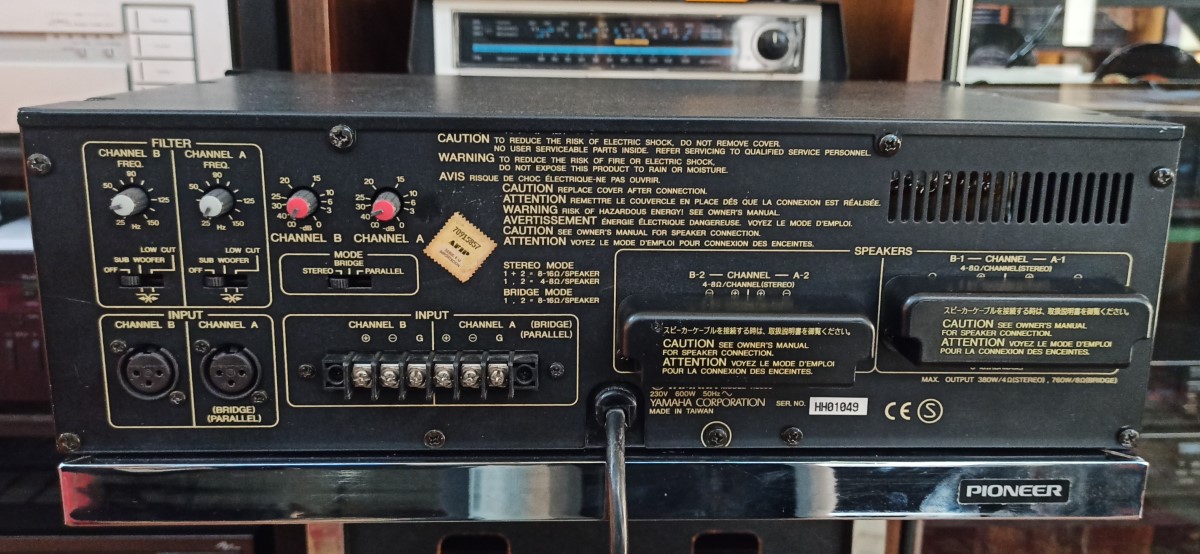 FILTER
CHANNEL B CHANNEL A
FREQ. FREQ.
90 90
50 125 50 125
25 Hz 150 25 Hz 150
LOW CUT LOW CUT
SUB WOOFER SUB WOOFER
OFF OFF
20 15 20 15
25 10 25 10
30 6 30 6
3 3
∞ -dB 0 ∞ -dB 0
CHANNEL B CHANNEL A
MODE
BRIDGE
STEREO PARALLEL
INPUT
CHANNEL B CHANNEL A
(BRIDGE)
(PARALLEL)
INPUT
CHANNEL B CHANNEL A (BRIDGE)
(PARALLEL)
⊕ ⊖ G ⊕ ⊖ G
CAUTION TO REDUCE THE RISK OF ELECTRIC SHOCK, DO NOT REMOVE COVER.
NO USER SERVICEABLE PARTS INSIDE. REFER SERVICING TO QUALIFIED SERVICE PERSONNEL.
WARNING TO REDUCE THE RISK OF FIRE OR ELECTRIC SHOCK,
DO NOT EXPOSE THIS PRODUCT TO RAIN OR MOISTURE.
AVIS RISQUE DE CHOC ÉLECTRIQUE-NE PAS OUVRIR.
CAUTION REPLACE COVER AFTER CONNECTION.
ATTENTION REMETTRE LE COUVERCLE EN PLACE DÈS QUE LA CONNEXION EST RÉALISÉE.
WARNING RISK OF HAZARDOUS ENERGY! SEE OWNER'S MANUAL.
AVERTISSEMENT ÉNERGIE ÉLECTRIQUE DANGEREUSE. VOYEZ LE MODE D'EMPLOI.
CAUTION SEE OWNER'S MANUAL FOR SPEAKER CONNECTION.
ATTENTION VOYEZ LE MODE D'EMPLOI POUR CONNEXION DES ENCEINTES.
STEREO MODE
1 + 2 = 8-16Ω/SPEAKER
1 , 2 = 4-8Ω/SPEAKER
BRIDGE MODE
1 , 2 = 8-16Ω/SPEAKER
SPEAKERS
B-2 CHANNEL A-2
4-8Ω/CHANNEL(STEREO)
⊖ ⊕ ⊕ ⊖
B-1 CHANNEL A-1
4-8Ω/CHANNEL(STEREO)
スピーカーケーブルを接続する時は、取扱説明書を御覧ください。
CAUTION SEE OWNER'S MANUAL
FOR SPEAKER CONNECTION.
ATTENTION VOYEZ LE MODE D'EMPLOI
POUR LA CONNEXION DES ENCEINTES.
スピーカーケーブルを接続する時は、取扱説明書を御覧ください。
CAUTION SEE OWNER'S MANUAL
FOR SPEAKER CONNECTION.
ATTENTION VOYEZ LE MODE D'EMPLOI
POUR LA CONNEXION DES ENCEINTES.
MAX. OUTPUT 380W/4Ω(STEREO) , 760W/8Ω(BRIDGE)
230V 600W 50Hz
YAMAHA CORPORATION SER. NO. HH01049
MADE IN TAIWAN
CE S
PIONEER